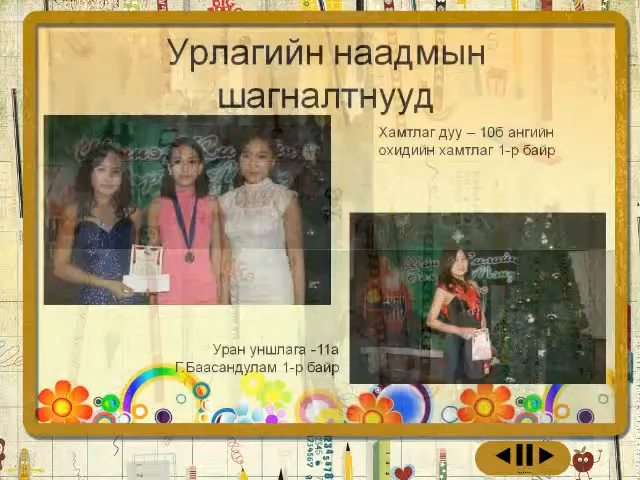 Урлагийн наадмын
шагналтнууд
Хамтлаг дуу – 10б ангийн
охидийн хамтлаг 1-р байр
Уран уншлага -11а
Г.Баасандулам 1-р байр